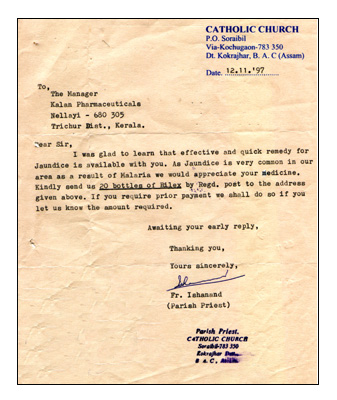 CATHOLIC CHURCH
P.O. Soraibil
Via-Kochugaon-783 350
Dt. Kokrajhar, B. A. C (Assam)
Date. 12.11.'97
To,
The Manager
Kalan Pharmaceuticals
Nellayi - 680 305
Trichur Dist., Kerala.
Dear Sir,
I was glad to learn that effective and quick remedy for
Jaundice is available with you. As Jaundice is very common in our
area as a result of Malaria we would appreciate your medicine.
Kindly send us 20 bottles of Bilex by Regd. post to the address
given above. If you require prior payment we shall do so if you
let us know the amount required.
Awaiting your early reply,
Thanking you,
Yours sincerely,
Fr. Ishanand
(Parish Priest)
Parish Priest.
CATHOLIC CHURCH
Soraibil-783 350
Kokrajhar
B. A. C,